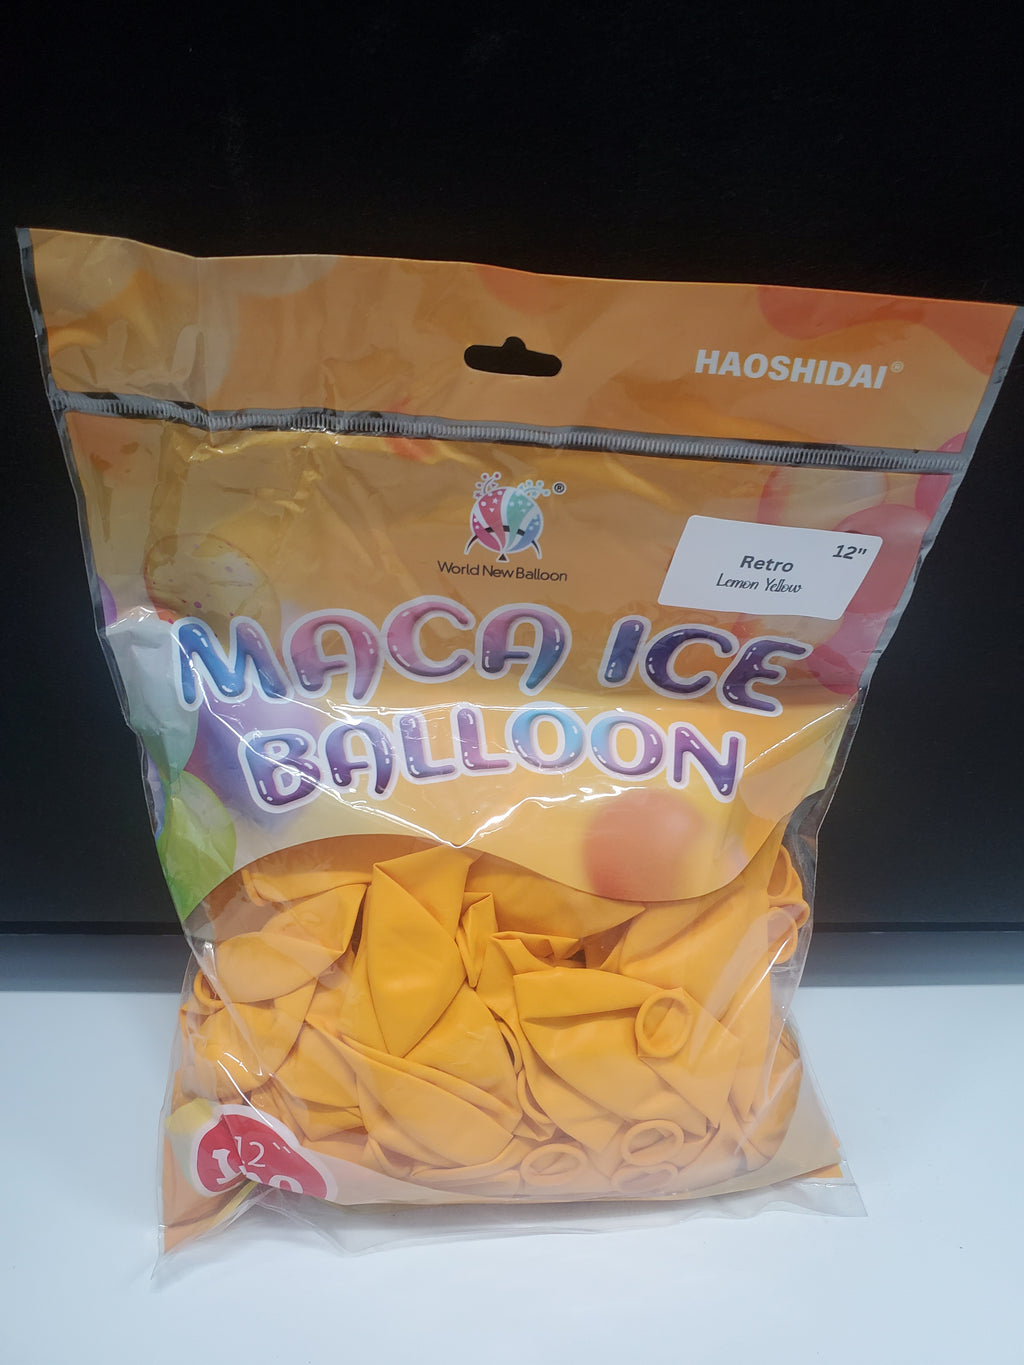 HAOSHIDAI®
®
World New Balloon
12"
Retro
Lemon Yellow
MACA ICE
BALLOON
12"